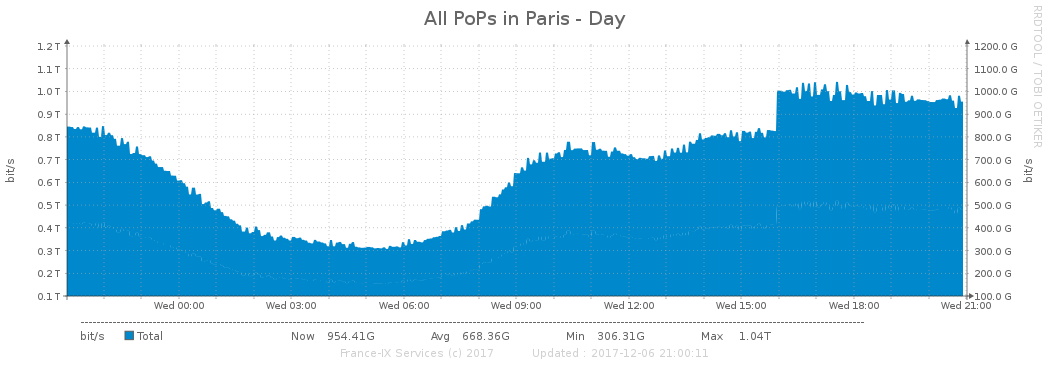 All PoPs in Paris - Day
RRDTOOL / TOBI OETIKER
1.2 T 1200.0 G
1.1 T 1100.0 G
1.0 T 1000.0 G
0.9 T 900.0 G
0.8 T 800.0 G
0.7 T 700.0 G
0.6 T 600.0 G
0.5 T 500.0 G
0.4 T 400.0 G
0.3 T 300.0 G
0.2 T 200.0 G
0.1 T 100.0 G
bit/s
bit/s
Wed 00:00 Wed 03:00 Wed 06:00 Wed 09:00 Wed 12:00 Wed 15:00 Wed 18:00 Wed 21:00
bit/s Total Now 954.41G Avg 668.36G Min 306.31G Max 1.04T
France-IX Services (c) 2017 Updated : 2017-12-06 21:00:11